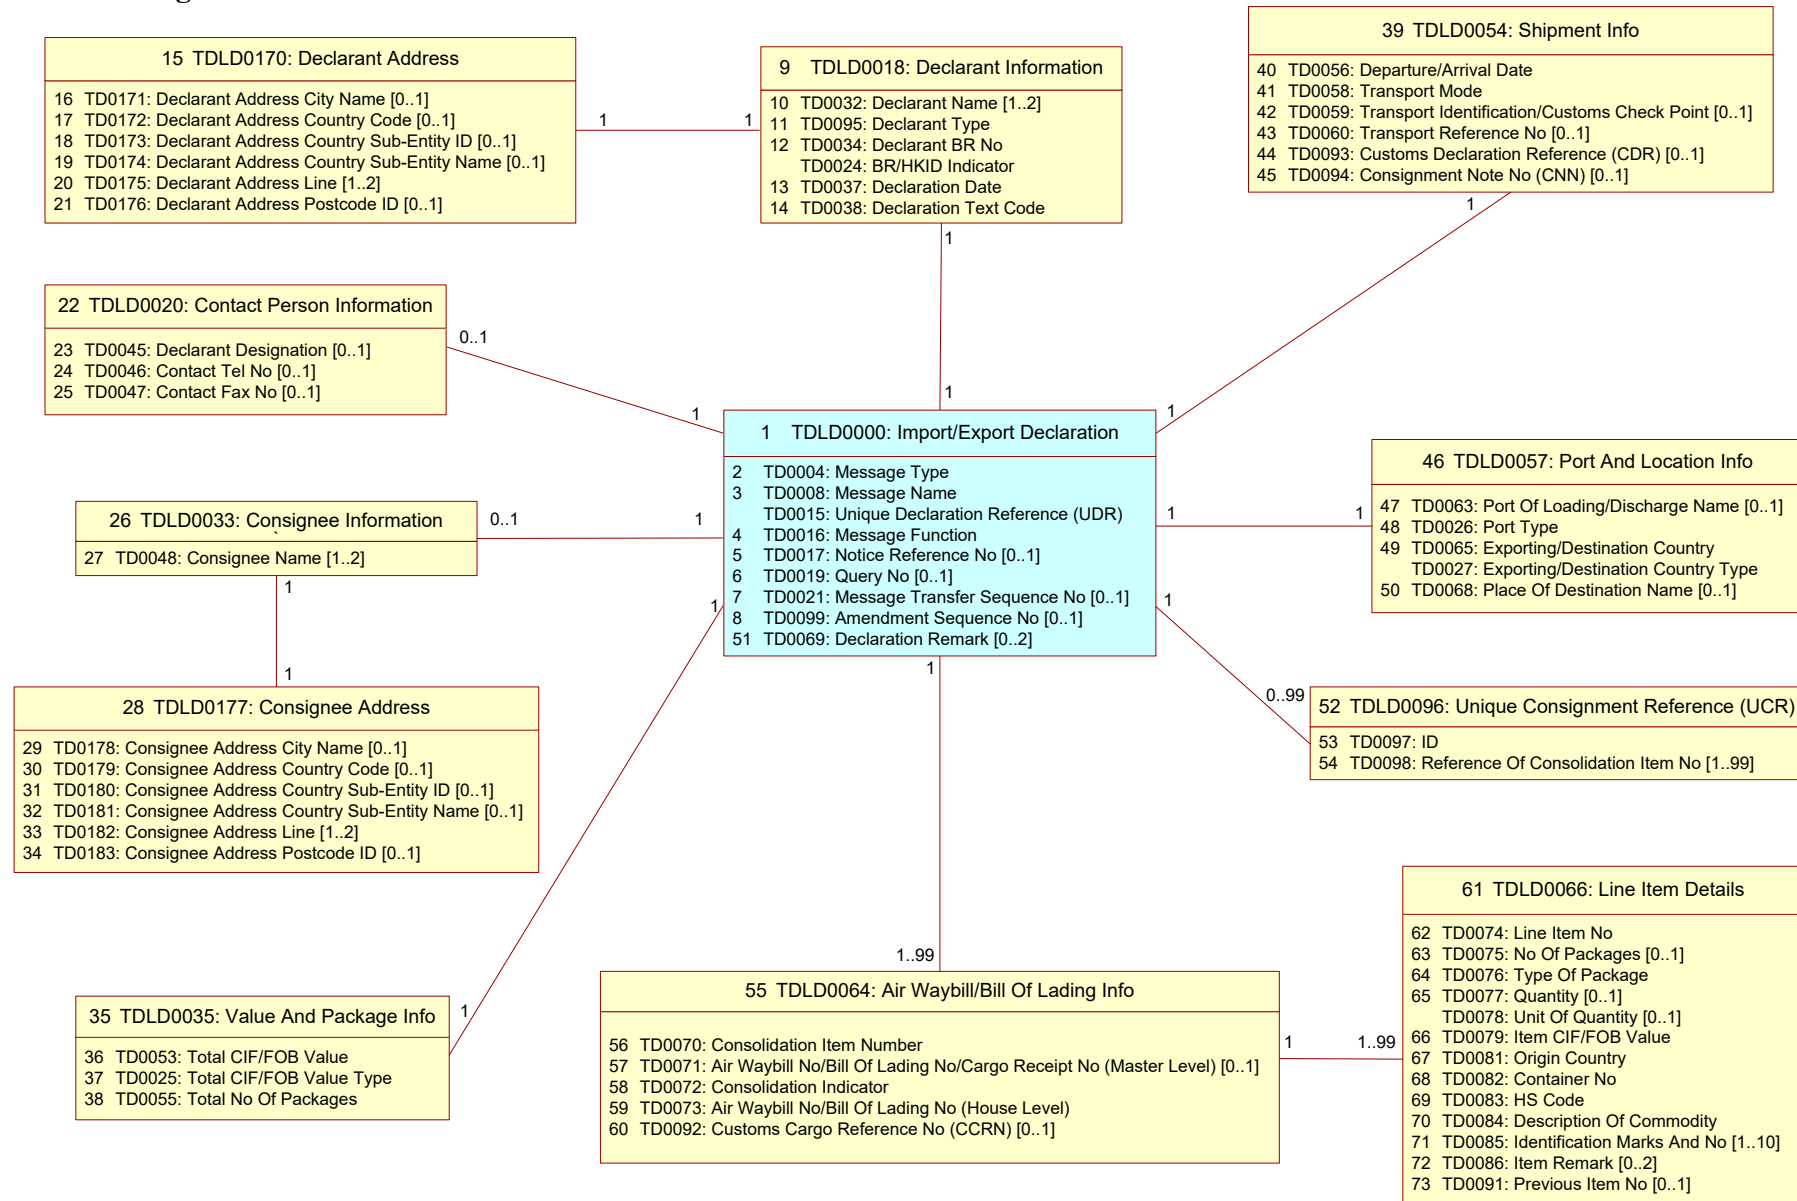 15 TDLD0170: Declarant Address
16 TD0171: Declarant Address City Name [0..1]
17 TD0172: Declarant Address Country Code [0..1]
18 TD0173: Declarant Address Country Sub-Entity ID [0..1]
19 TD0174: Declarant Address Country Sub-Entity Name [0..1]
20 TD0175: Declarant Address Line [1..2]
21 TD0176: Declarant Address Postcode ID [0..1]
1
1
9 TDLD0018: Declarant Information
10 TD0032: Declarant Name [1..2]
11 TD0095: Declarant Type
12 TD0034: Declarant BR No
TD0024: BR/HKID Indicator
13 TD0037: Declaration Date
14 TD0038: Declaration Text Code
1
1
39 TDLD0054: Shipment Info
40 TD0056: Departure/Arrival Date
41 TD0058: Transport Mode
42 TD0059: Transport Identification/Customs Check Point [0..1]
43 TD0060: Transport Reference No [0..1]
44 TD0093: Customs Declaration Reference (CDR) [0..1]
45 TD0094: Consignment Note No (CNN) [0..1]
1
1
22 TDLD0020: Contact Person Information
23 TD0045: Declarant Designation [0..1]
24 TD0046: Contact Tel No [0..1]
25 TD0047: Contact Fax No [0..1]
0..1
1
1 TDLD0000: Import/Export Declaration
2 TD0004: Message Type
3 TD0008: Message Name
TD0015: Unique Declaration Reference (UDR)
4 TD0016: Message Function
5 TD0017: Notice Reference No [0..1]
6 TD0019: Query No [0..1]
7 TD0021: Message Transfer Sequence No [0..1]
8 TD0099: Amendment Sequence No [0..1]
51 TD0069: Declaration Remark [0..2]
1
1
46 TDLD0057: Port And Location Info
47 TD0063: Port Of Loading/Discharge Name [0..1]
48 TD0026: Port Type
49 TD0065: Exporting/Destination Country
TD0027: Exporting/Destination Country Type
50 TD0068: Place Of Destination Name [0..1]
26 TDLD0033: Consignee Information
27 TD0048: Consignee Name [1..2]
0..1
1
1
1
28 TDLD0177: Consignee Address
29 TD0178: Consignee Address City Name [0..1]
30 TD0179: Consignee Address Country Code [0..1]
31 TD0180: Consignee Address Country Sub-Entity ID [0..1]
32 TD0181: Consignee Address Country Sub-Entity Name [0..1]
33 TD0182: Consignee Address Line [1..2]
34 TD0183: Consignee Address Postcode ID [0..1]
1
0..99
52 TDLD0096: Unique Consignment Reference (UCR)
53 TD0097: ID
54 TD0098: Reference Of Consolidation Item No [1..99]
1
1
35 TDLD0035: Value And Package Info
36 TD0053: Total CIF/FOB Value
37 TD0025: Total CIF/FOB Value Type
38 TD0055: Total No Of Packages
1
1..99
55 TDLD0064: Air Waybill/Bill Of Lading Info
56 TD0070: Consolidation Item Number
57 TD0071: Air Waybill No/Bill Of Lading No/Cargo Receipt No (Master Level) [0..1]
58 TD0072: Consolidation Indicator
59 TD0073: Air Waybill No/Bill Of Lading No (House Level)
60 TD0092: Customs Cargo Reference No (CCRN) [0..1]
1
1..99
61 TDLD0066: Line Item Details
62 TD0074: Line Item No
63 TD0075: No Of Packages [0..1]
64 TD0076: Type Of Package
65 TD0077: Quantity [0..1]
TD0078: Unit Of Quantity [0..1]
66 TD0079: Item CIF/FOB Value
67 TD0081: Origin Country
68 TD0082: Container No
69 TD0083: HS Code
70 TD0084: Description Of Commodity
71 TD0085: Identification Marks And No [1..10]
72 TD0086: Item Remark [0..2]
73 TD0091: Previous Item No [0..1]